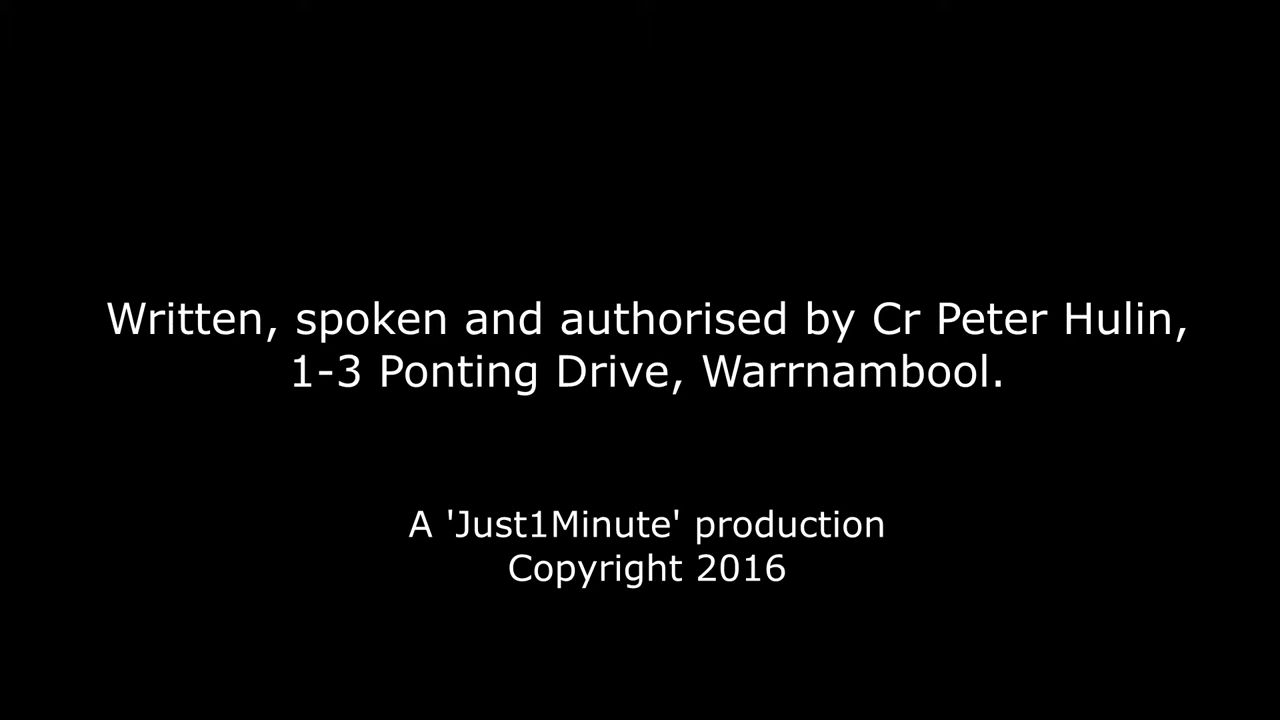 Written, spoken and authorised by Cr Peter Hulin,
1-3 Ponting Drive, Warrnambool.
A 'Just1Minute' production
Copyright 2016